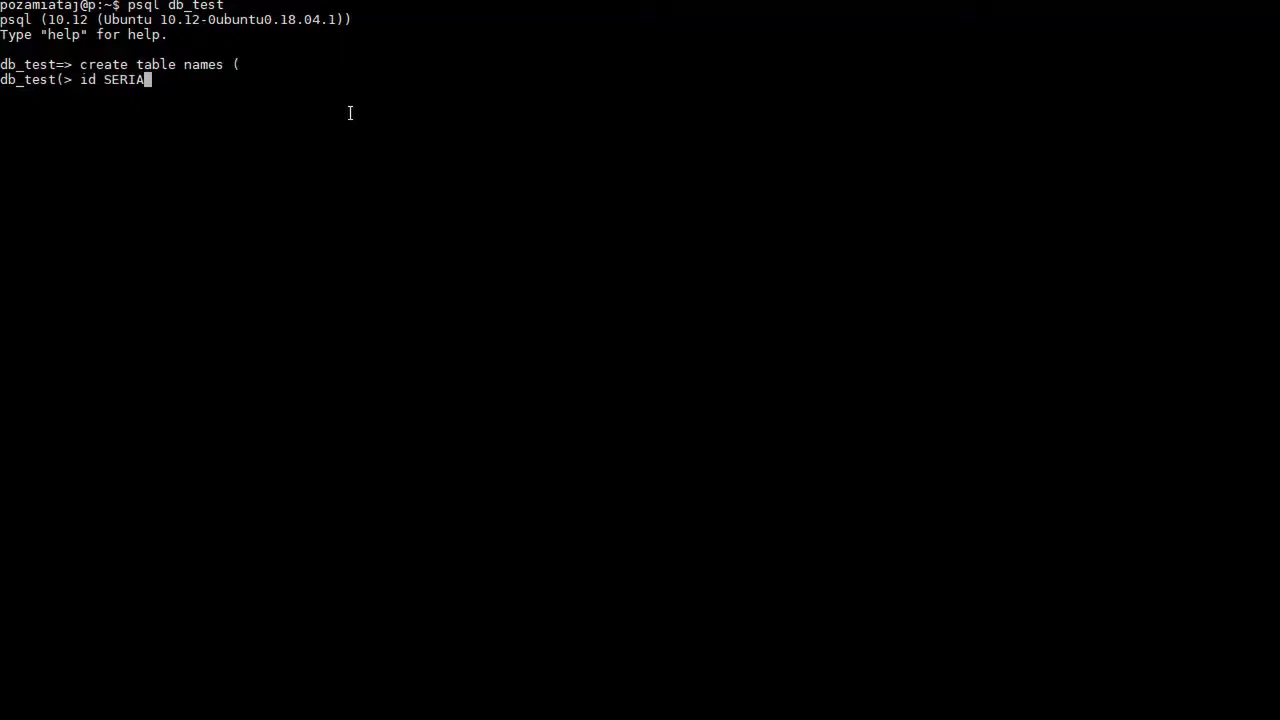 pozamiataj@p:~$ psql db_test
psql (10.12 (Ubuntu 10.12-0ubuntu0.18.04.1))
Type "help" for help.
db_test=> create table names (
db_test(> id SERIA